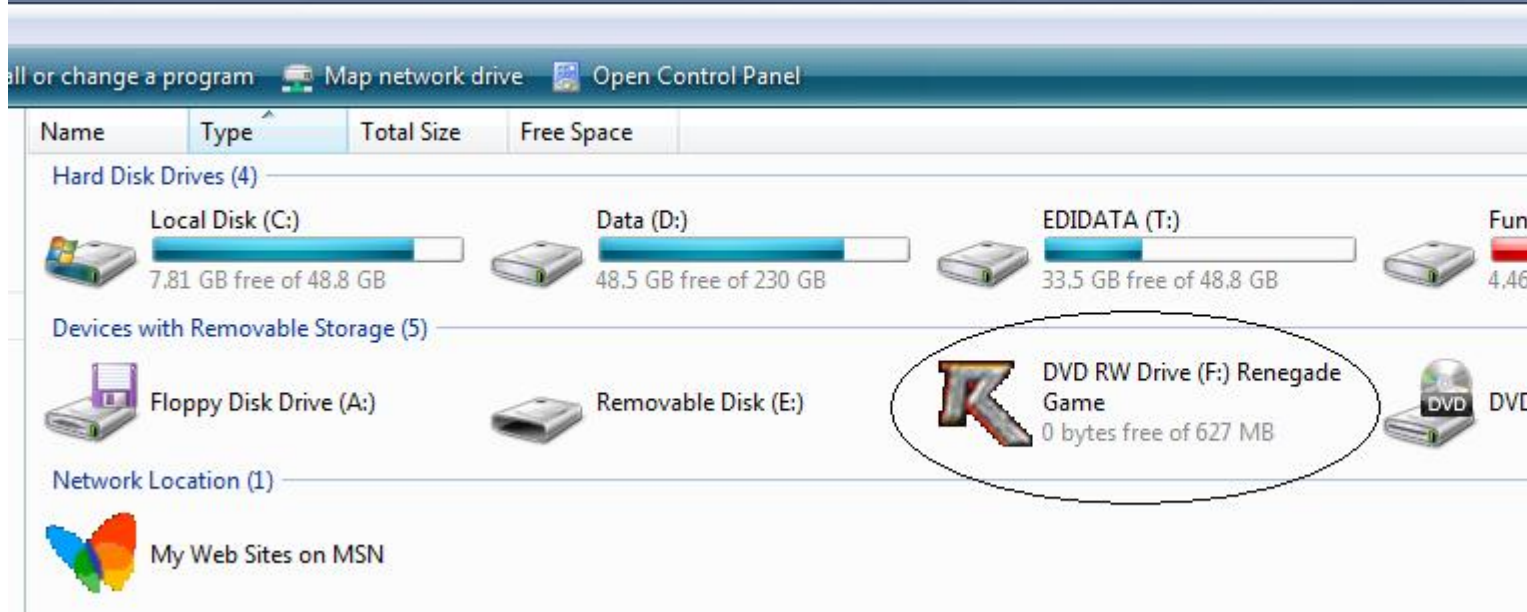 all or change a program Map network drive Open Control Panel
Name Type Total Size Free Space
Hard Disk Drives (4)
Local Disk (C:) Data (D:) EDIDATA (T:) Fun
7.81 GB free of 48.8 GB 48.5 GB free of 230 GB 33.5 GB free of 48.8 GB 4.46
Devices with Removable Storage (5)
Floppy Disk Drive (A:) Removable Disk (E:) DVD RW Drive (F:) Renegade
Game
0 bytes free of 627 MB
DVD DVD
Network Location (1)
My Web Sites on MSN